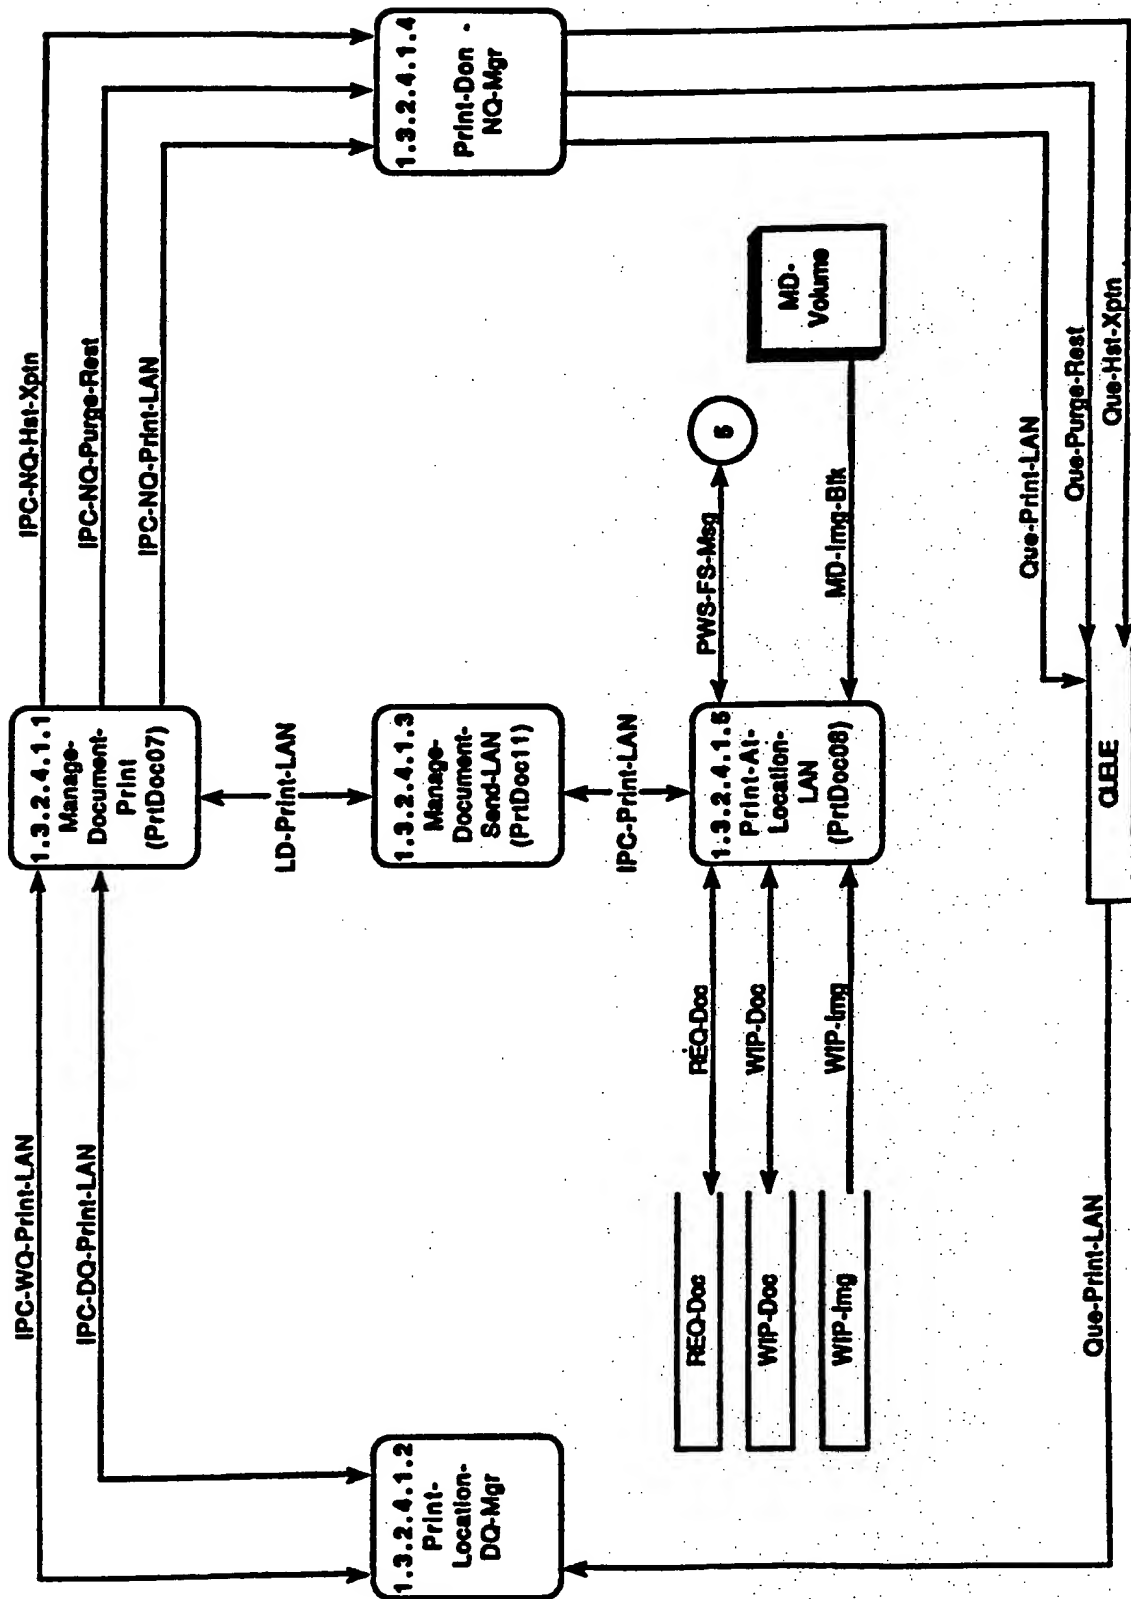 IPC-WQ-Print-LAN
IPC-DQ-Print-LAN
1.3.2.4.1.1
Manage-
Document-
Print
(PrtDoc07)
IPC-NQ-Hst-Xptn
IPC-NQ-Purge-Rest
IPC-NQ-Print-LAN
LD-Print-LAN
1.3.2.4.1.2
Print-
Location-
DQ-Mgr
1.3.2.4.1.3
Manage-
Document-
Send-LAN
(PrtDoc11)
1.3.2.4.1.4
Print-Don -
NQ-Mgr
IPC-Print-LAN
REQ-Doc
WIP-Doc
WIP-Img
REQ-Doc
WIP-Doc
WIP-Img
1.3.2.4.1.5
Print-At-
Location-
LAN
(PrtDoc08)
PWS-FS-Msg
MD-Img-Blk
MD-
Volume
Que-Print-LAN
QUEUE
Que-Print-LAN
Que-Purge-Rest
Que-Hst-Xptn